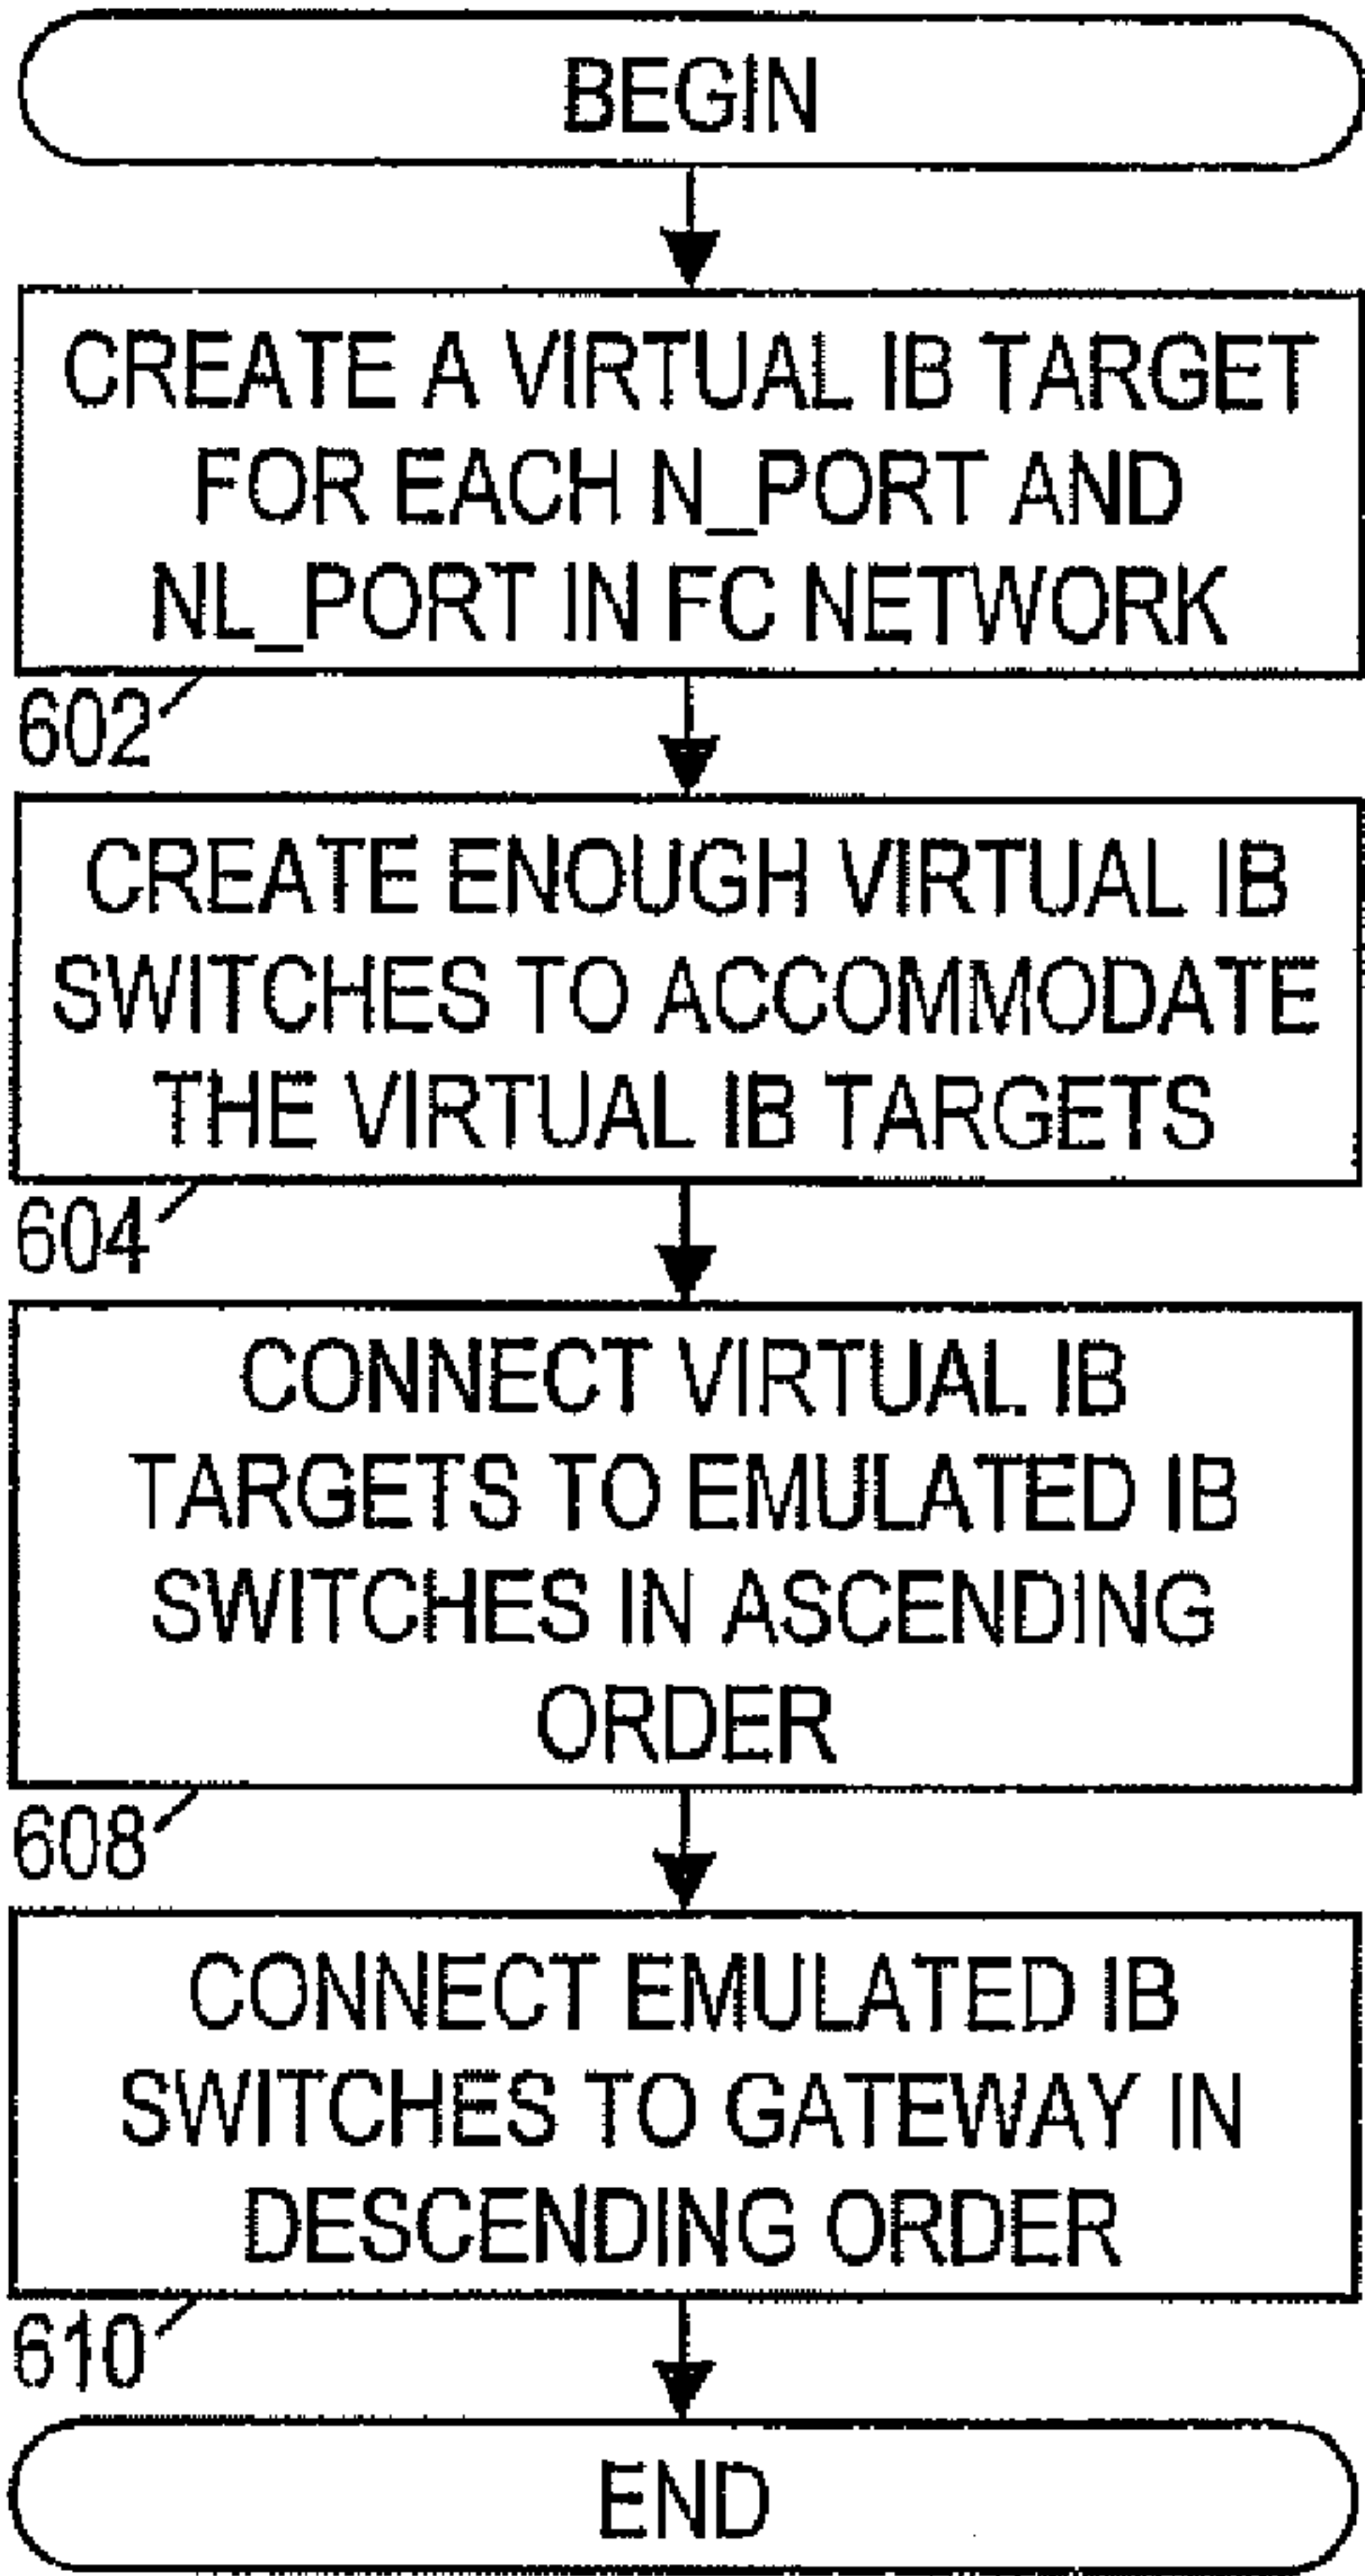 BEGIN
CREATE A VIRTUAL IB TARGET
FOR EACH N_PORT AND
NL_PORT IN FC NETWORK
602
CREATE ENOUGH VIRTUAL IB
SWITCHES TO ACCOMMODATE
THE VIRTUAL IB TARGETS
604
CONNECT VIRTUAL IB
TARGETS TO EMULATED IB
SWITCHES IN ASCENDING
ORDER
608
CONNECT EMULATED IB
SWITCHES TO GATEWAY IN
DESCENDING ORDER
610
END